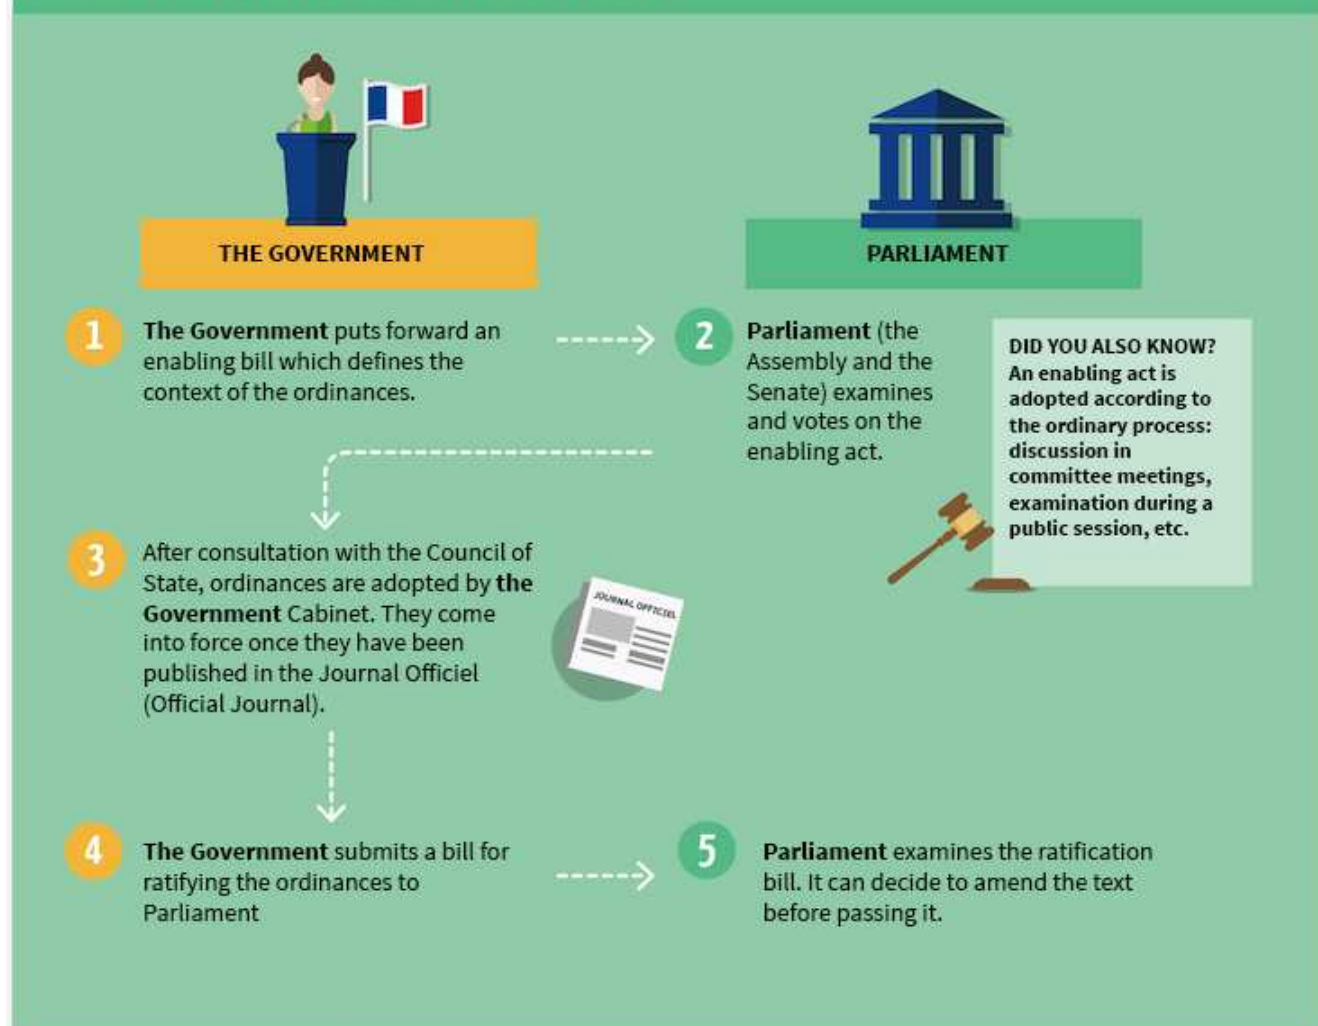 THE GOVERNMENT
PARLIAMENT
1
The Government puts forward an
enabling bill which defines the
context of the ordinances.
2
Parliament (the
Assembly and the
Senate) examines
and votes on the
enabling act.
DID YOU ALSO KNOW?
An enabling act is
adopted according to
the ordinary process:
discussion in
committee meetings,
examination during a
public session, etc.
3
After consultation with the Council of
State, ordinances are adopted by the
Government Cabinet. They come
into force once they have been
published in the Journal Officiel
(Official Journal).
JOURNAL OFFICIEL
4
The Government submits a bill for
ratifying the ordinances to
Parliament
5
Parliament examines the ratification
bill. It can decide to amend the text
before passing it.